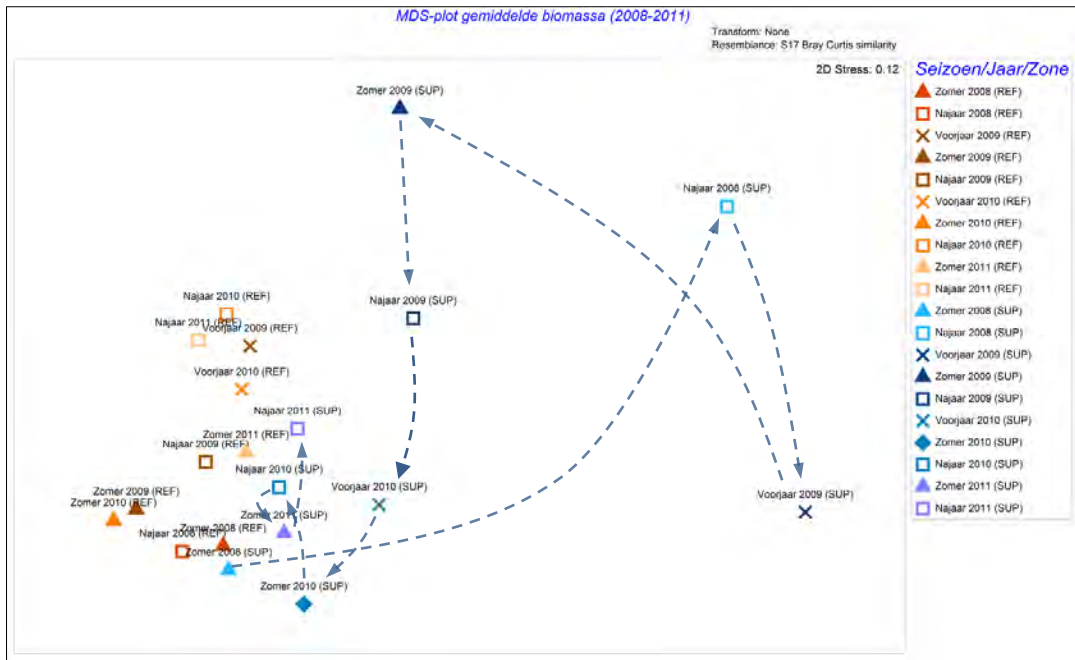 MDS-plot gemiddelde biomassa (2008-2011)
Transform: None
Resemblance: S17 Bray Curtis similarity
2D Stress: 0.12
Zomer 2009 (SUP)
Najaar 2008 (SUP)
Najaar 2010 (REF)
Najaar 2009 (SUP)
Najaar 2011 (REF)
Voorjaar 2009 (REF)
Voorjaar 2010 (REF)
Najaar 2011 (SUP)
Zomer 2011 (REF)
Najaar 2009 (REF)
Najaar 2010 (SUP)
Voorjaar 2010 (SUP)
Voorjaar 2009 (SUP)
Zomer 2009 (REF)
Zomer 2010 (REF)
Zomer 2011 (SUP)
Zomer 2008 (REF)
Najaar 2008 (REF)
Zomer 2008 (SUP)
Zomer 2010 (SUP)
Seizoen/Jaar/Zone
Zomer 2008 (REF)
Najaar 2008 (REF)
Voorjaar 2009 (REF)
Zomer 2009 (REF)
Najaar 2009 (REF)
Voorjaar 2010 (REF)
Zomer 2010 (REF)
Najaar 2010 (REF)
Zomer 2011 (REF)
Najaar 2011 (REF)
Zomer 2008 (SUP)
Najaar 2008 (SUP)
Voorjaar 2009 (SUP)
Zomer 2009 (SUP)
Najaar 2009 (SUP)
Voorjaar 2010 (SUP)
Zomer 2010 (SUP)
Najaar 2010 (SUP)
Zomer 2011 (SUP)
Najaar 2011 (SUP)